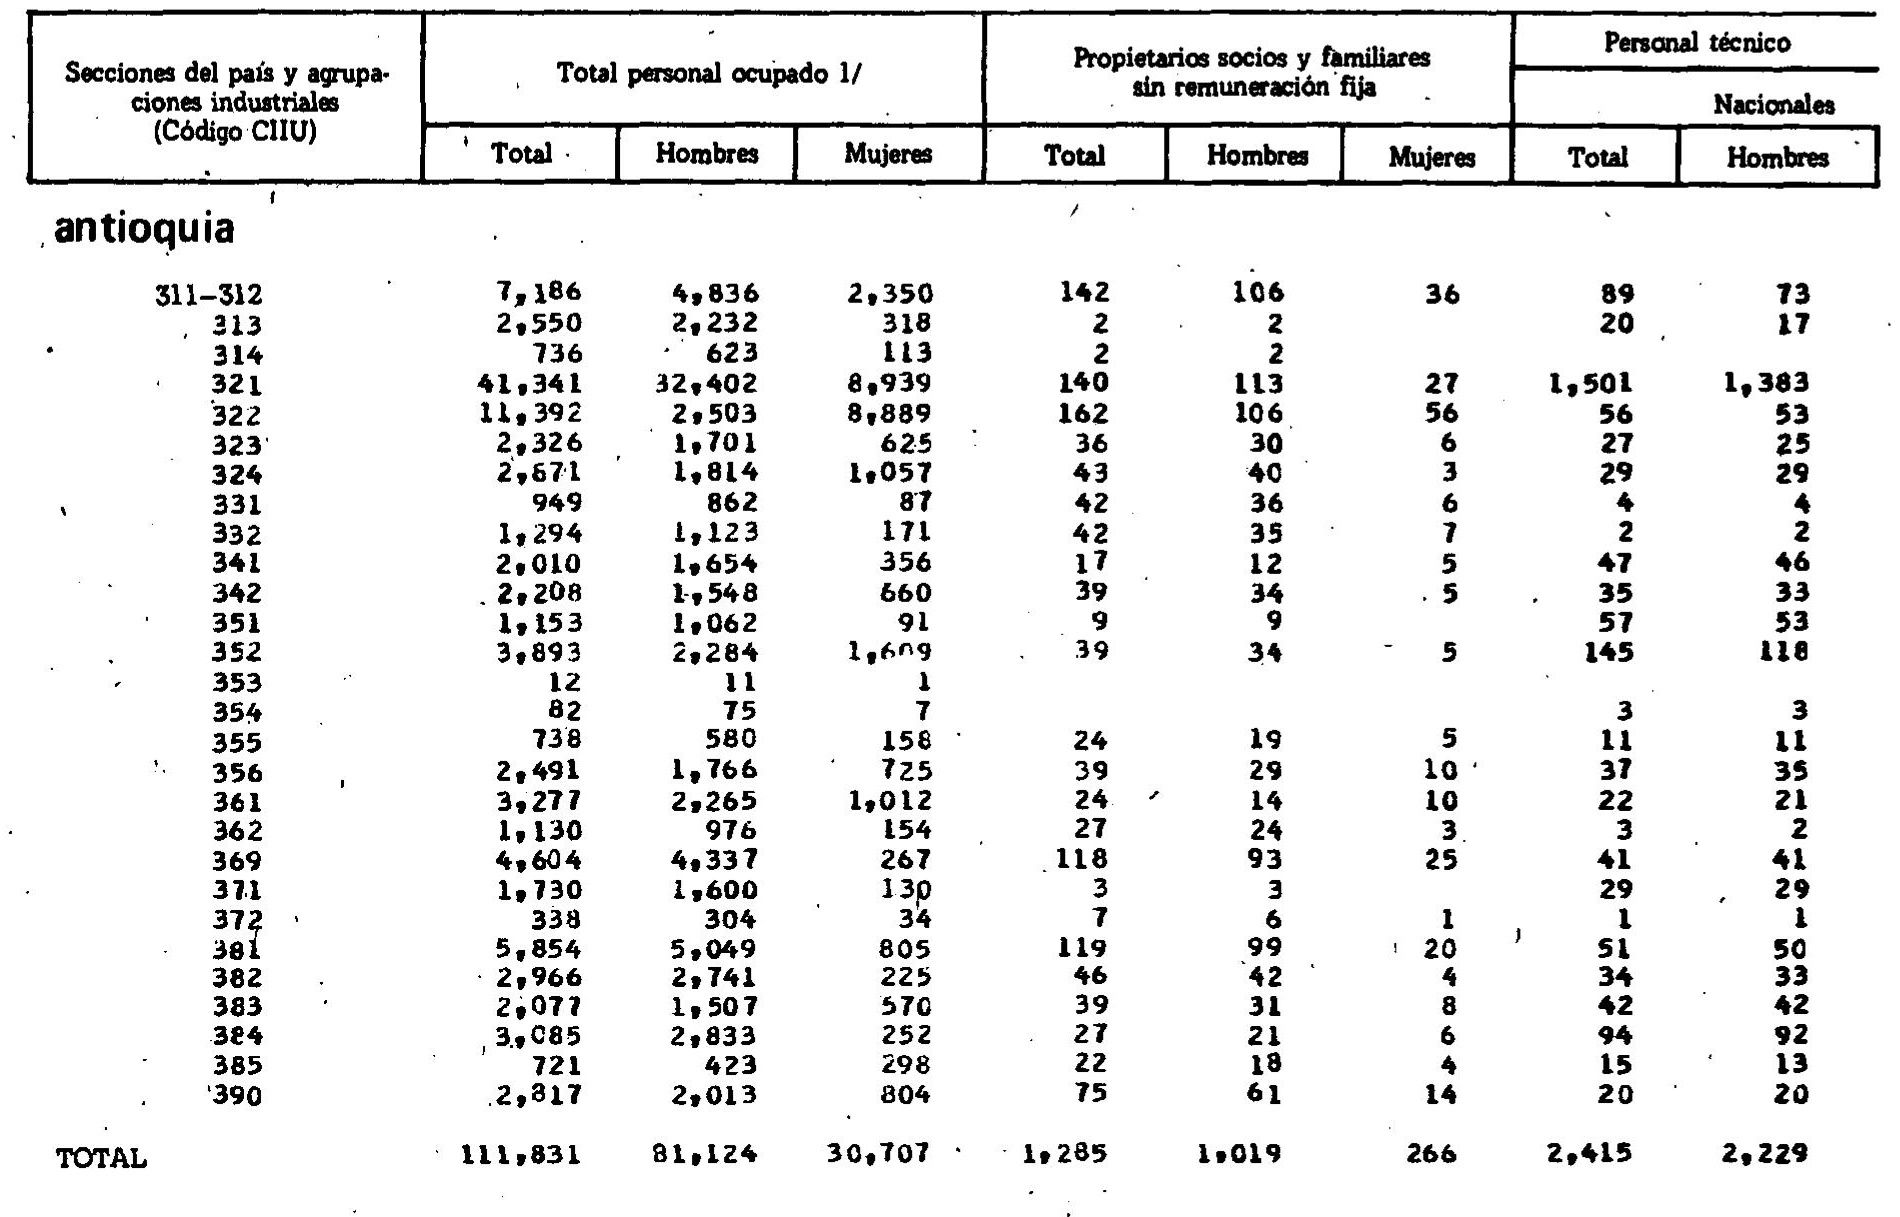 Secciones del país y agrupa-
ciones industriales
(Código CIIU)
Total personal ocupado 1/
Propietarios socios y familiares
sin remuneración fija
Personal técnico
Nacionales
Total Hombres Mujeres Total Hombres Mujeres Total Hombres
antioquia
311-312 7,186 4,836 2,350 142 106 36 89 73
313 2,550 2,232 318 2 2 20 17
314 736 623 113 2 2
321 41,341 32,402 8,939 140 113 27 1,501 1,383
322 11,392 2,503 8,889 162 106 56 56 53
323 2,326 1,701 625 36 30 6 27 25
324 2,871 1,814 1,057 43 40 3 29 29
331 949 862 87 42 36 6 4 4
332 1,294 1,123 171 42 35 7 2 2
341 2,010 1,654 356 17 12 5 47 46
342 2,208 1,548 660 39 34 5 35 33
351 1,153 1,062 91 9 9 57 53
352 3,893 2,284 1,609 39 34 5 145 118
353 12 11 1
354 82 75 7 3 3
355 738 580 158 24 19 5 11 11
356 2,491 1,766 725 39 29 10 37 35
361 3,277 2,265 1,012 24 14 10 22 21
362 1,130 976 154 27 24 3 3 2
369 4,604 4,337 267 118 93 25 41 41
371 1,730 1,600 130 3 3 29 29
372 338 304 34 7 6 1 1 1
381 5,854 5,049 805 119 99 20 51 50
382 2,966 2,741 225 46 42 4 34 33
383 2,077 1,507 570 39 31 8 42 42
384 3,085 2,833 252 27 21 6 94 92
385 721 423 298 22 18 4 15 13
390 2,817 2,013 804 75 61 14 20 20
TOTAL 111,831 81,124 30,707 1,285 1,019 266 2,415 2,229